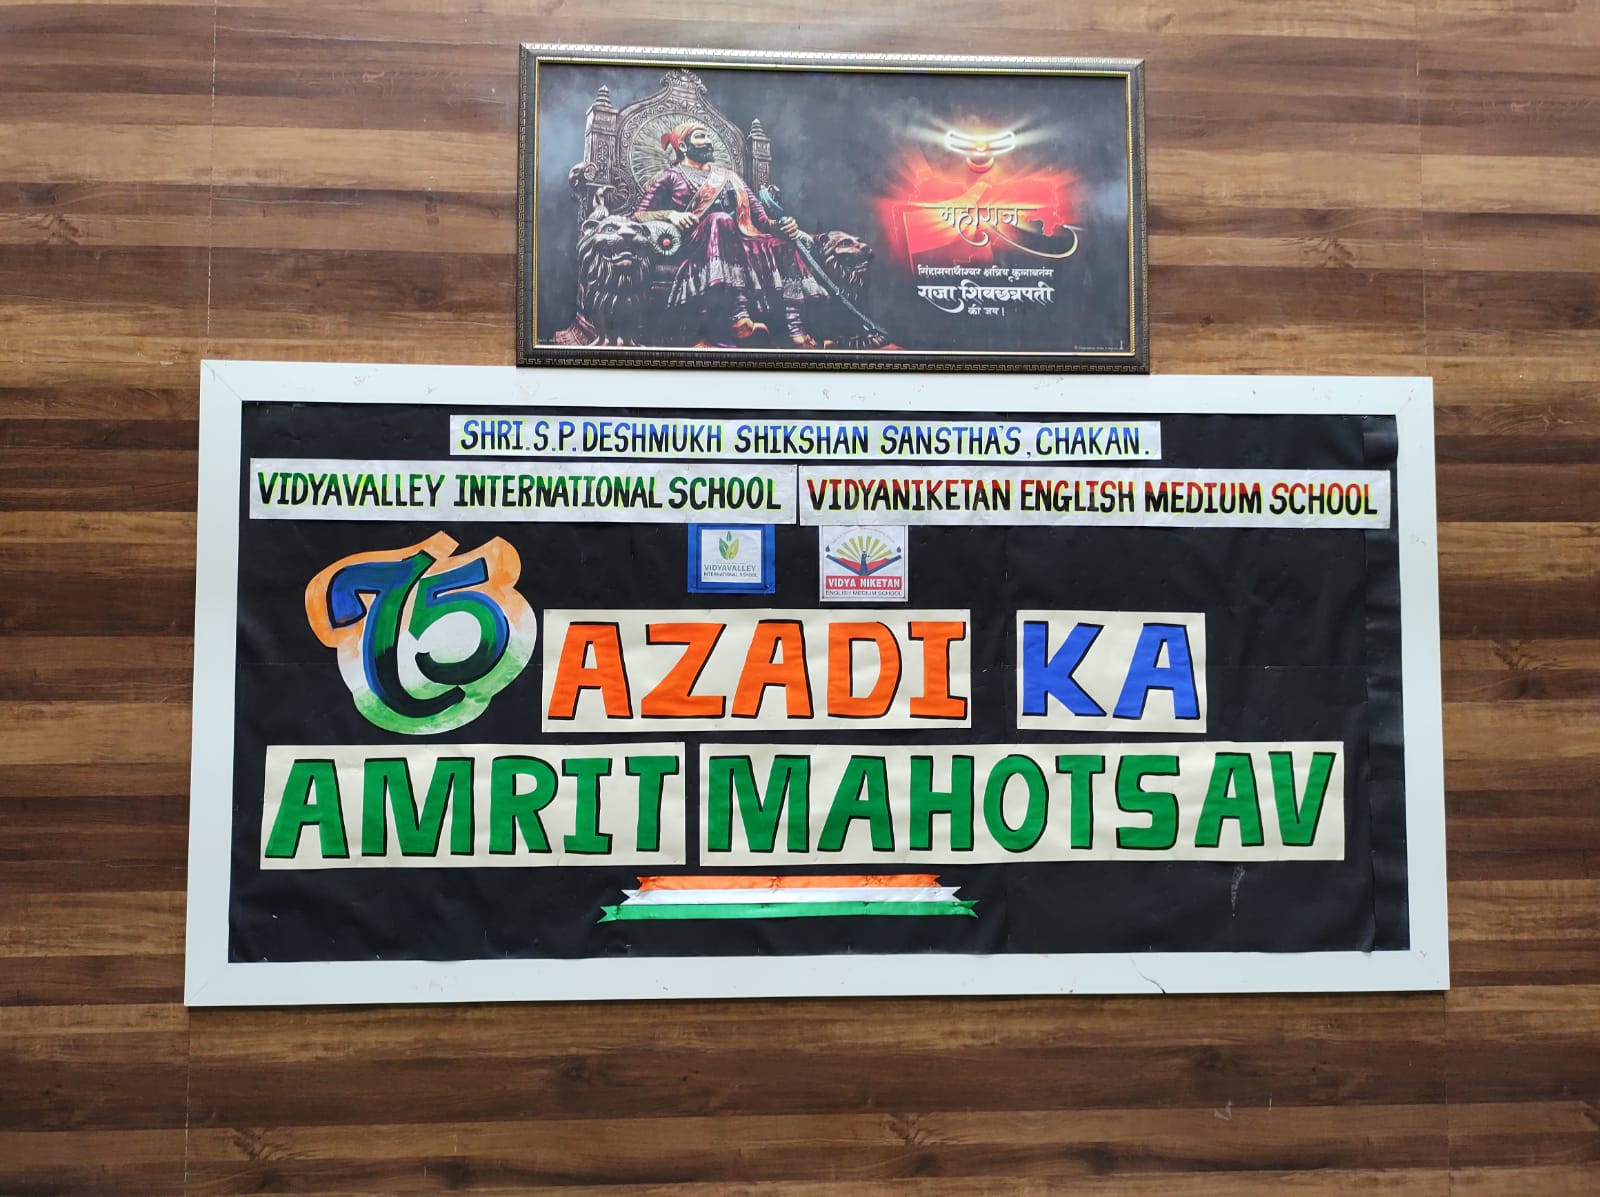 महाराज
सिंहासनाधीश्वर क्षत्रिय कुलावतंस
राजा शिवछत्रपती
की जय!
SHRI.S.P.DESHMUKH SHIKSHAN SANSTHA'S, CHAKAN.
VIDYAVALLEY INTERNATIONAL SCHOOL VIDYANIKETAN ENGLISH MEDIUM SCHOOL
VIDYAVALLEY
INTERNATIONAL SCHOOL
VIDYA NIKETAN
ENGLISH MEDIUM SCHOOL
75 AZADI KA
AMRIT MAHOTSAV